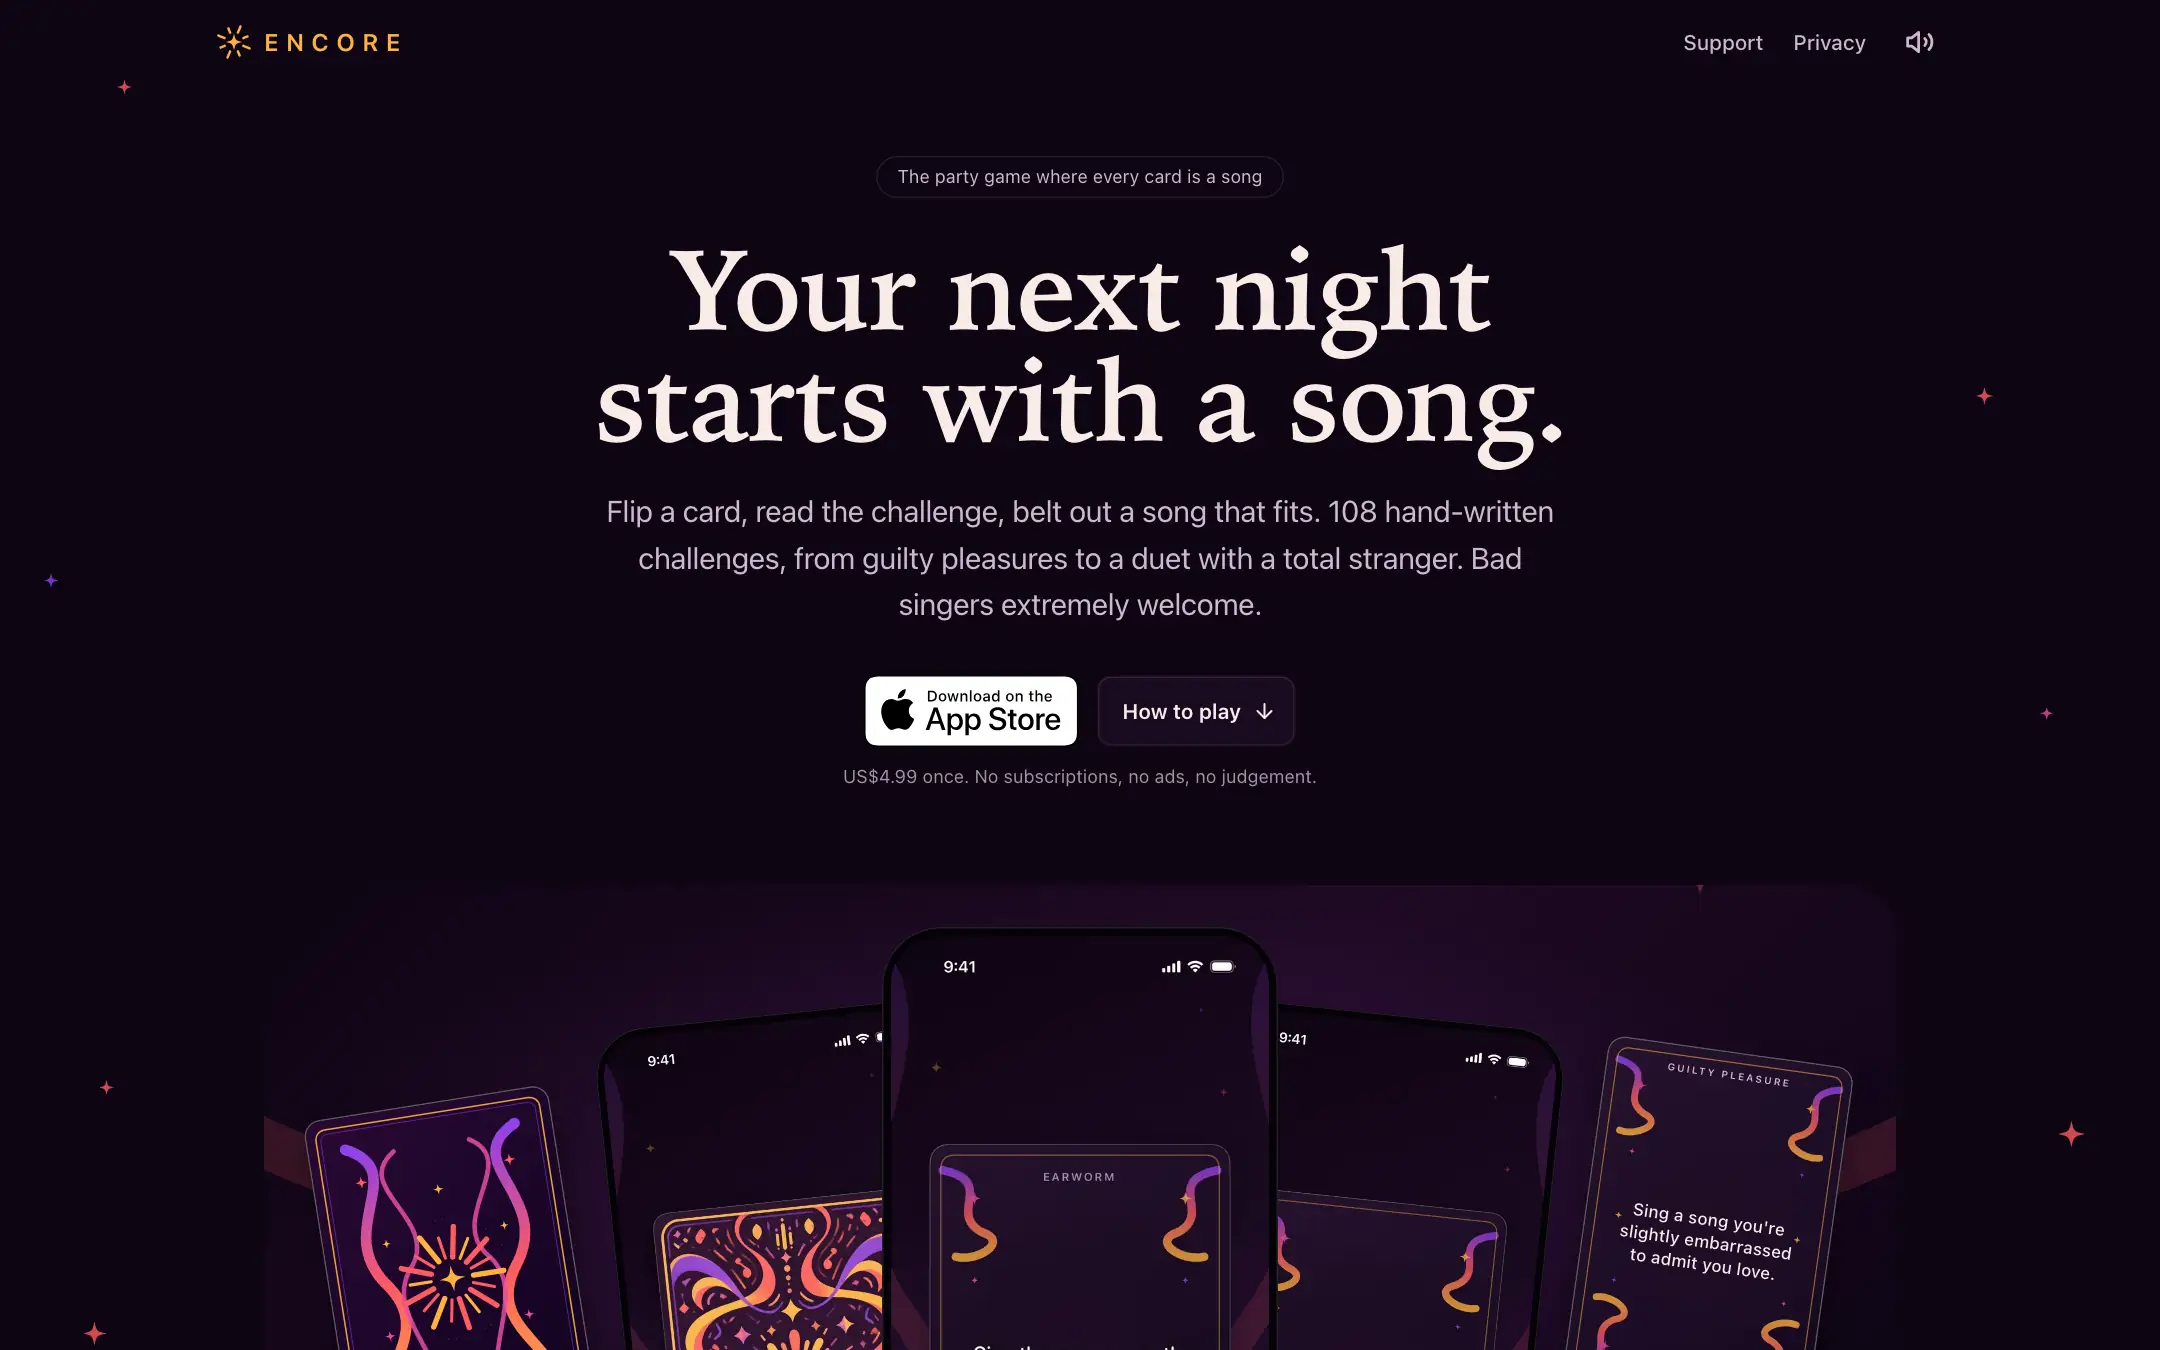 ENCORE
Support
Privacy
The party game where every card is a song
Your next night
starts with a song.
Flip a card, read the challenge, belt out a song that fits. 108 hand-written
challenges, from guilty pleasures to a duet with a total stranger. Bad
singers extremely welcome.
Download on the
App Store
How to play
US$4.99 once. No subscriptions, no ads, no judgement.
9:41
9:41
9:41
EARWORM
GUILTY PLEASURE
Sing a song you're
slightly embarrassed
to admit you love.